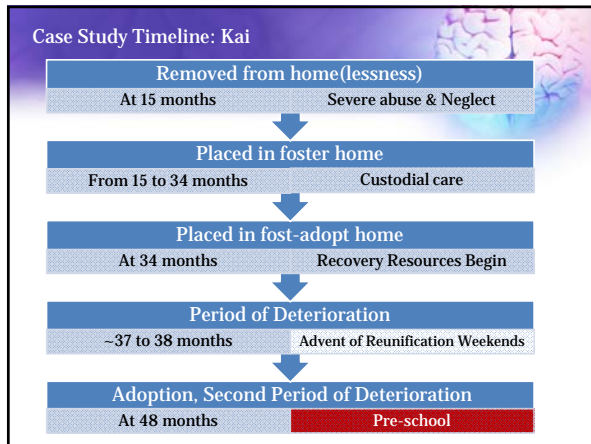 Case Study Timeline: Kai
Removed from home(lessness)
At 15 months Severe abuse & Neglect
Placed in foster home
From 15 to 34 months Custodial care
Placed in fost-adopt home
At 34 months Recovery Resources Begin
Period of Deterioration
~37 to 38 months Advent of Reunification Weekends
Adoption, Second Period of Deterioration
At 48 months Pre-school